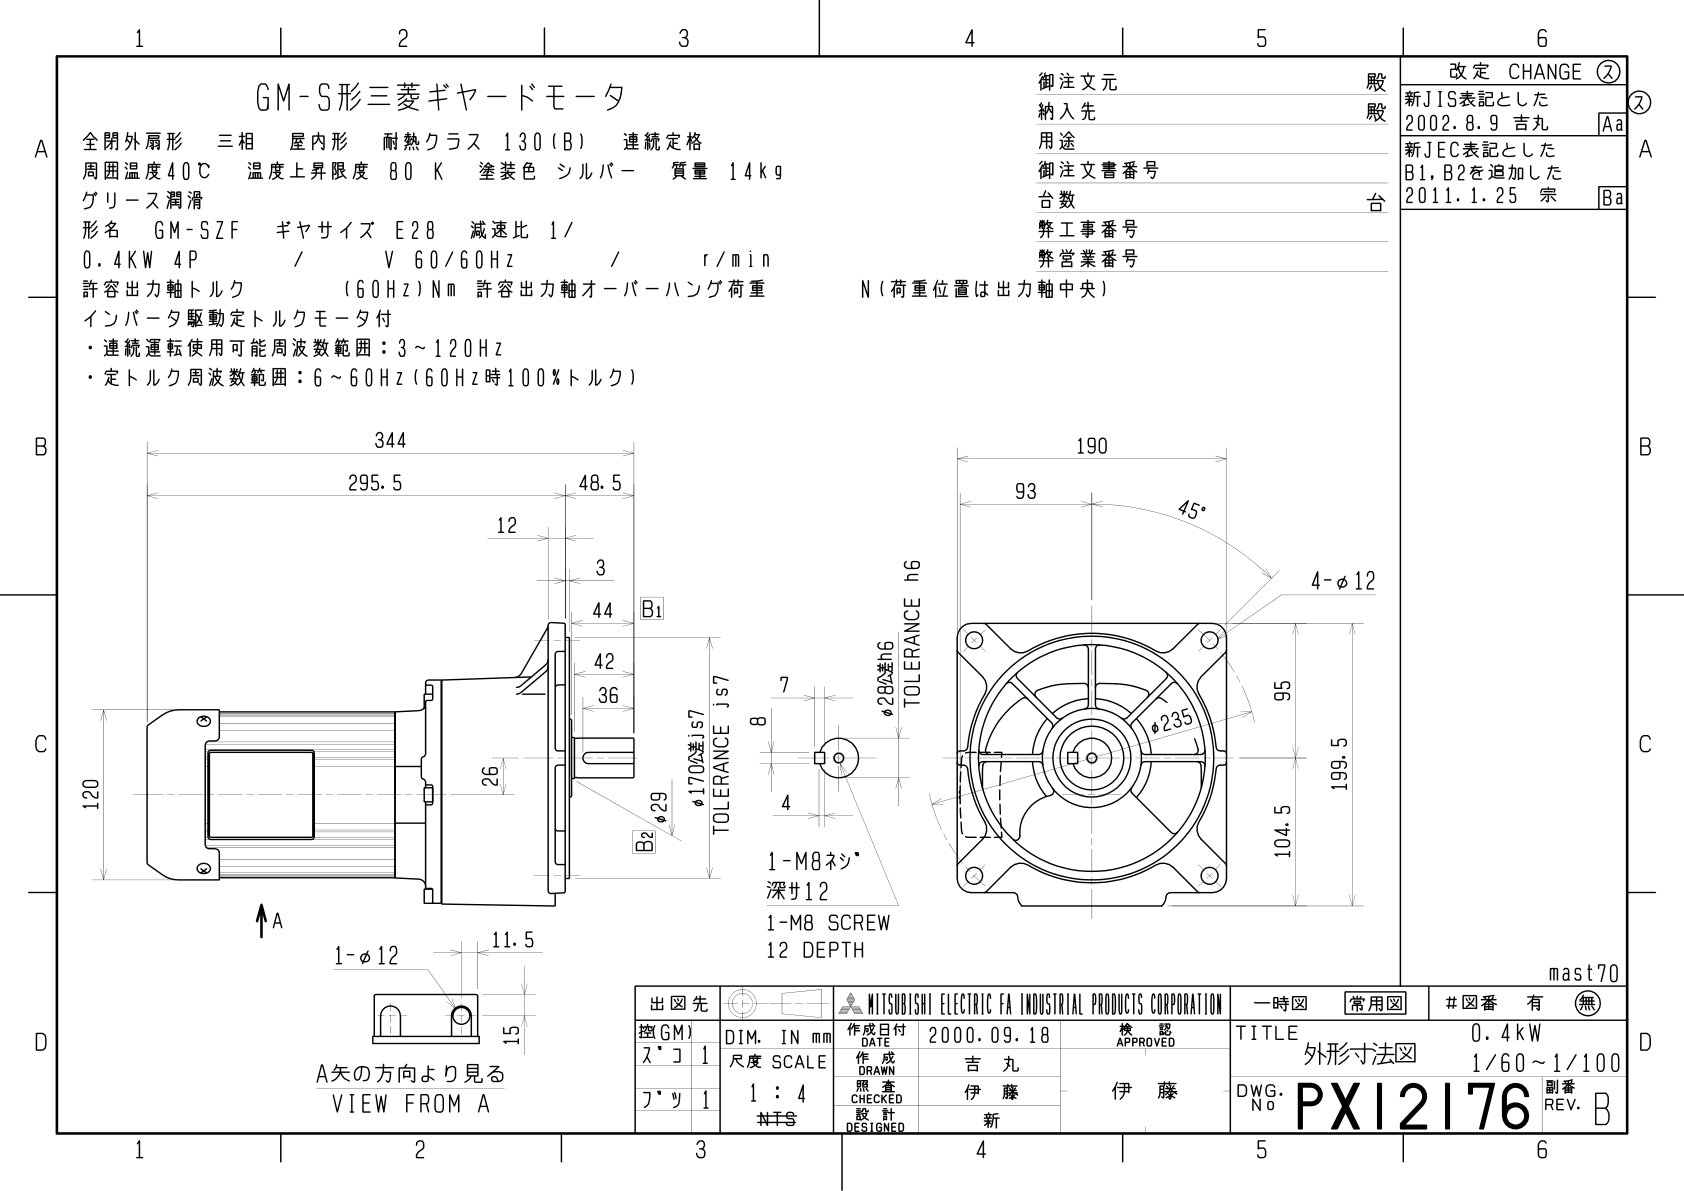 1 2 3 4 5 6
GM-S形三菱ギヤードモータ
全閉外扇形 三相 屋内形 耐熱クラス 130(B) 連続定格
周囲温度40℃ 温度上昇限度 80 K 塗装色 シルバー 質量 14kg
グリース潤滑
形名 GM-SZF ギヤサイズ E28 減速比 1/
0.4KW 4P / V 60/60Hz / r/min
許容出力軸トルク (60Hz)Nm 許容出力軸オーバーハング荷重 N(荷重位置は出力軸中央)
インバータ駆動定トルクモータ付
・連続運転使用可能周波数範囲：3~120Hz
・定トルク周波数範囲：6~60Hz(60Hz時100%トルク)
御注文元 殿
納入先 殿
用途
御注文書番号
台数 台
弊工事番号
弊営業番号
改定 CHANGE ス
新JIS表記とした
2002.8.9 吉丸 Aa
新JEC表記とした
B1,B2を追加した
2011.1.25 宗 Ba
ス
A A
B B
C C
D D
344
295.5 48.5
12
3
44 B1
42
36
120
26
φ29
B2
φ170公差js7
TOLERANCE js7
A
7
8
4
φ28公差h6
TOLERANCE h6
1-M8ネジ
深サ12
1-M8 SCREW
12 DEPTH
190
93
45°
4-φ12
φ235
95
104.5
199.5
1-φ12
11.5
15
A矢の方向より見る
VIEW FROM A
mast70
出図先
控(GM)
ズコ 1
ブツ 1
DIM. IN mm
尺度 SCALE
1 : 4
NTS
MITSUBISHI ELECTRIC FA INDUSTRIAL PRODUCTS CORPORATION
作成日付 DATE 2000.09.18
検認 APPROVED
作成 DRAWN 吉丸
照査 CHECKED 伊藤
伊藤
設計 DESIGNED 新
一時図 常用図 #図番 有 無
TITLE 0.4kW
外形寸法図 1/60~1/100
DWG. No PX12176
副番 REV. B
1 2 3 4 5 6